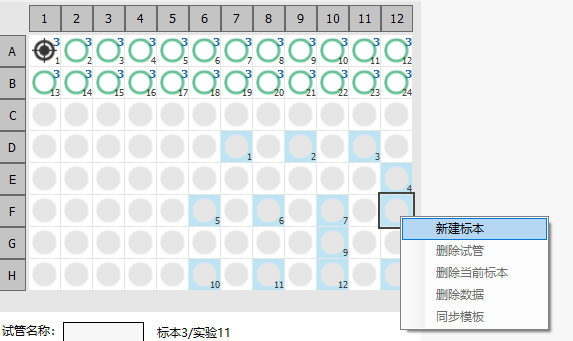 1 2 3 4 5 6 7 8 9 10 11 12
A 3 3 3 3 3 3 3 3 3 3 3 3
1 2 3 4 5 6 7 8 9 10 11 12
B 3 3 3 3 3 3 3 3 3 3 3 3
13 14 15 16 17 18 19 20 21 22 23 24
C
D 1 2 3
E 4
F 5 6 7
G 9
H 10 11 12
新建标本
删除试管
删除当前标本
删除数据
同步模板
试管名称： 标本3/实验11